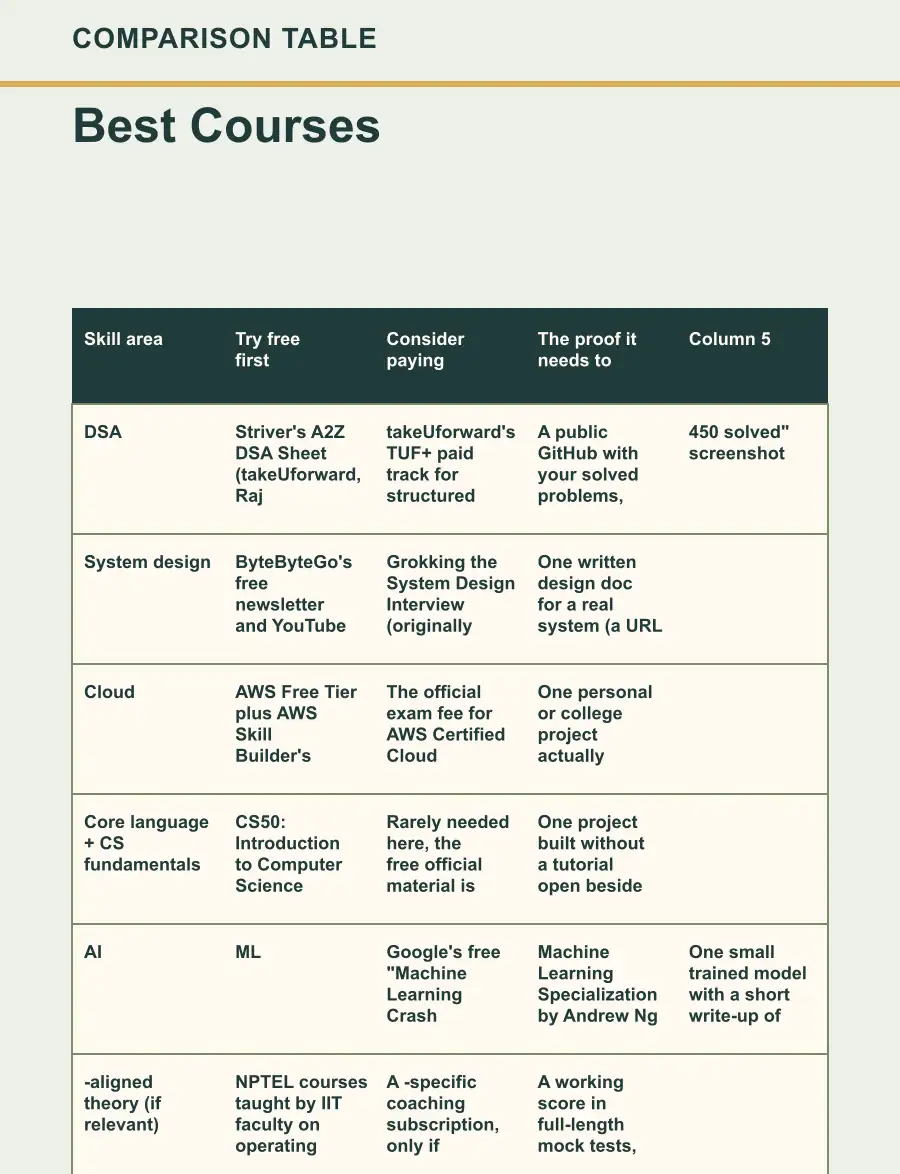 COMPARISON TABLE
Best Courses
Skill area
Try free
first
Consider
paying
The proof it
needs to
Column 5
DSA
Striver's A2Z
DSA Sheet
(takeUforward,
Raj
takeUforward's
TUF+ paid
track for
structured
A public
GitHub with
your solved
problems,
450 solved"
screenshot
System design
ByteByteGo's
free
newsletter
and YouTube
Grokking the
System Design
Interview
(originally
One written
design doc
for a real
system (a URL
Cloud
AWS Free Tier
plus AWS
Skill
Builder's
The official
exam fee for
AWS Certified
Cloud
One personal
or college
project
actually
Core language
+ CS
fundamentals
CS50:
Introduction
to Computer
Science
Rarely needed
here, the
free official
material is
One project
built without
a tutorial
open beside
AI
ML
Google's free
"Machine
Learning
Crash
Machine
Learning
Specialization
by Andrew Ng
One small
trained model
with a short
write-up of
-aligned
theory (if
relevant)
NPTEL courses
taught by IIT
faculty on
operating
A -specific
coaching
subscription,
only if
A working
score in
full-length
mock tests,